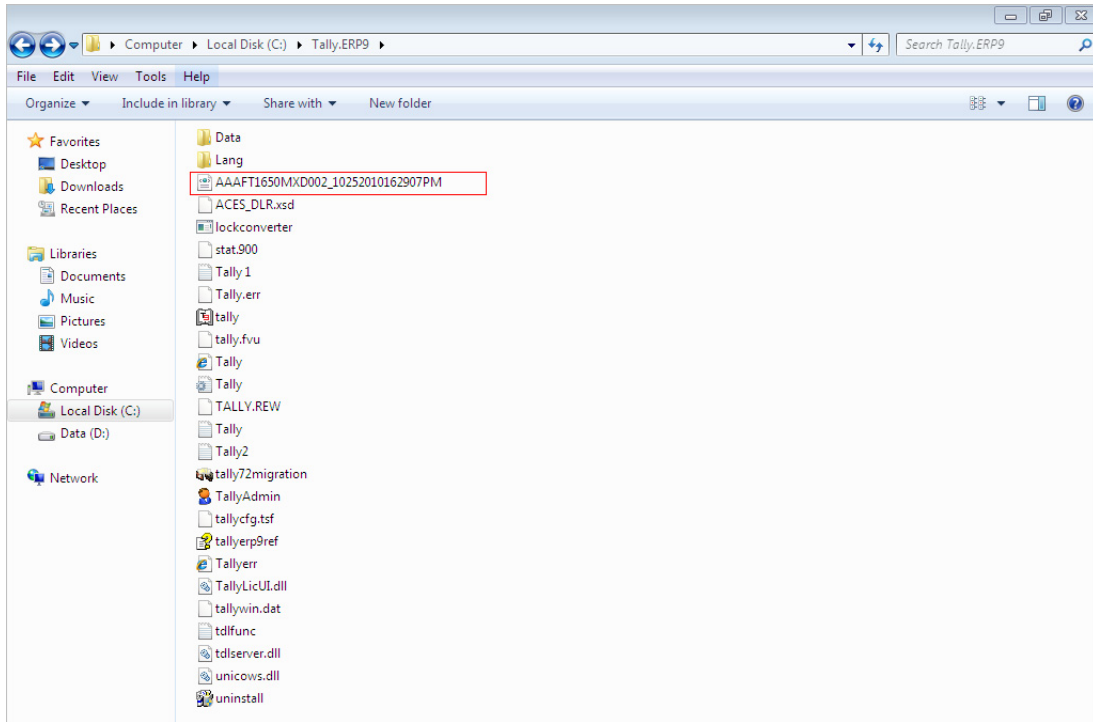 Computer Local Disk (C:) Tally.ERP9
Search Tally.ERP9
File Edit View Tools Help
Organize Include in library Share with New folder
Favorites
Desktop
Downloads
Recent Places
Libraries
Documents
Music
Pictures
Videos
Computer
Local Disk (C:)
Data (D:)
Network
Data
Lang
AAAFT1650MXD002_10252010162907PM
ACES_DLR.xsd
lockconverter
stat.900
Tally 1
Tally.err
tally
tally.fvu
Tally
Tally
TALLY.REW
Tally
Tally2
tally72migration
TallyAdmin
tallycfg.tsf
tallyerp9ref
Tallyerr
TallyLicUI.dll
tallywin.dat
tdlfunc
tdlserver.dll
unicows.dll
uninstall